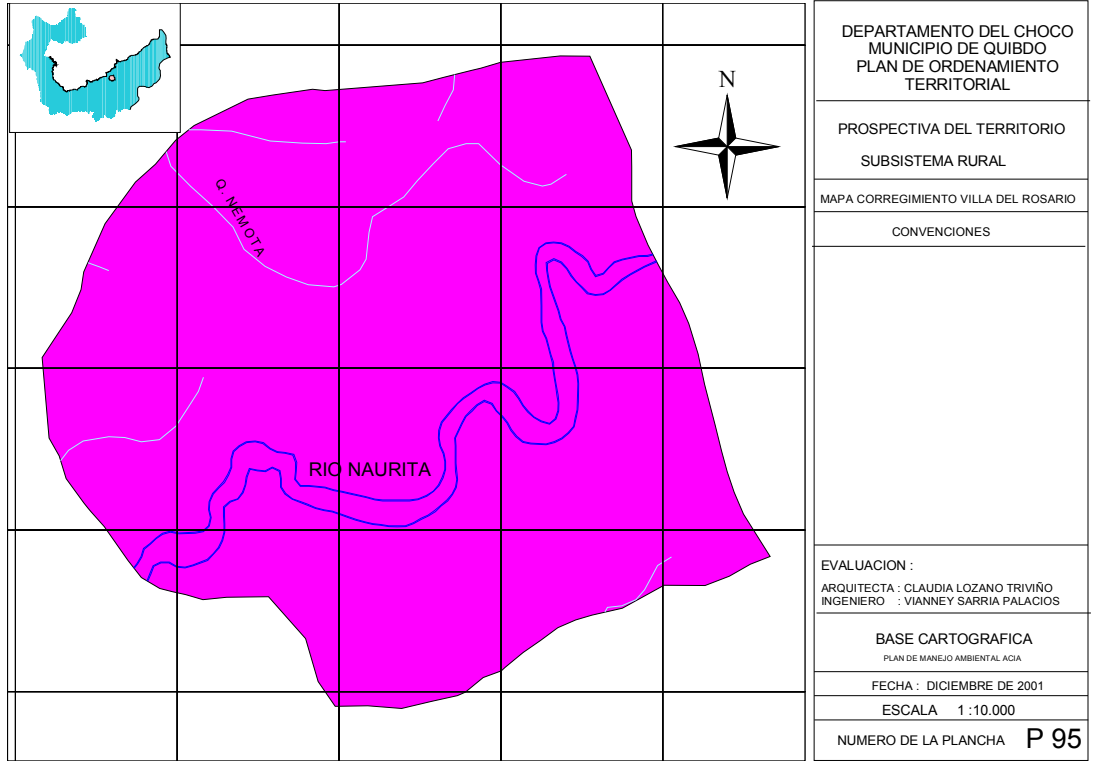 N
Q. NEMOTA
RIO NAURITA
DEPARTAMENTO DEL CHOCO
MUNICIPIO DE QUIBDO
PLAN DE ORDENAMIENTO
TERRITORIAL
PROSPECTIVA DEL TERRITORIO
SUBSISTEMA RURAL
MAPA CORREGIMIENTO VILLA DEL ROSARIO
CONVENCIONES
EVALUACION :
ARQUITECTA : CLAUDIA LOZANO TRIVIÑO
INGENIERO : VIANNEY SARRIA PALACIOS
BASE CARTOGRAFICA
PLAN DE MANEJO AMBIENTAL ACIA
FECHA : DICIEMBRE DE 2001
ESCALA 1 :10.000
NUMERO DE LA PLANCHA P 95